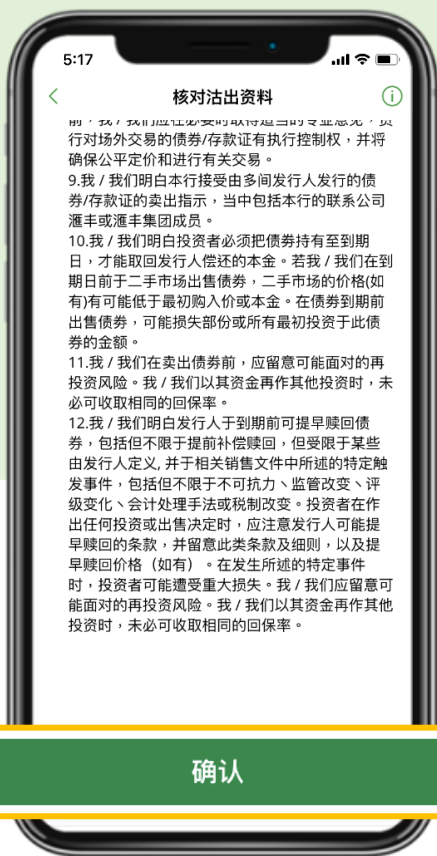 5:17
核对沽出资料
前，我 / 我们应在必要时取得适当的专业意见，负
行对场外交易的债券/存款证有执行控制权，并将
确保公平定价和进行有关交易。
9.我 / 我们明白本行接受由多间发行人发行的债
券/存款证的卖出指示，当中包括本行的联系公司
滙丰或滙丰集团成员。
10.我 / 我们明白投资者必须把债券持有至到期
日，才能取回发行人偿还的本金。若我 / 我们在到
期日前于二手市场出售债券，二手市场的价格(如
有)有可能低于最初购入价或本金。在债券到期前
出售债券，可能损失部份或所有最初投资于此债
券的金额。
11.我 / 我们在卖出债券前，应留意可能面对的再
投资风险。我 / 我们以其资金再作其他投资时，未
必可收取相同的回保率。
12.我 / 我们明白发行人于到期前可提早赎回债
券，包括但不限于提前补偿赎回，但受限于某些
由发行人定义, 并于相关销售文件中所述的特定触
发事件，包括但不限于不可抗力、监管改变、评
级变化、会计处理手法或税制改变。投资者在作
出任何投资或出售决定时，应注意发行人可能提
早赎回的条款，并留意此类条款及细则，以及提
早赎回价格（如有）。在发生所述的特定事件
时，投资者可能遭受重大损失。我 / 我们应留意可
能面对的再投资风险。我 / 我们以其资金再作其他
投资时，未必可收取相同的回保率。
确认